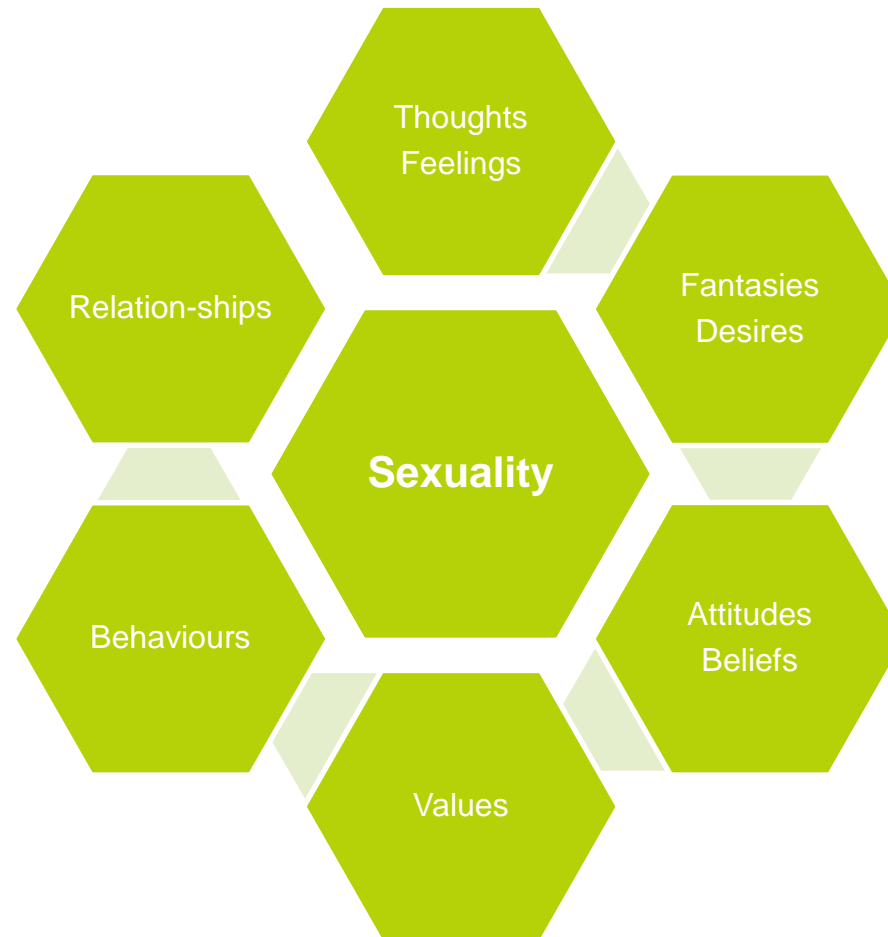 Thoughts
Feelings
Fantasies
Desires
Relation-ships
Sexuality
Attitudes
Beliefs
Behaviours
Values